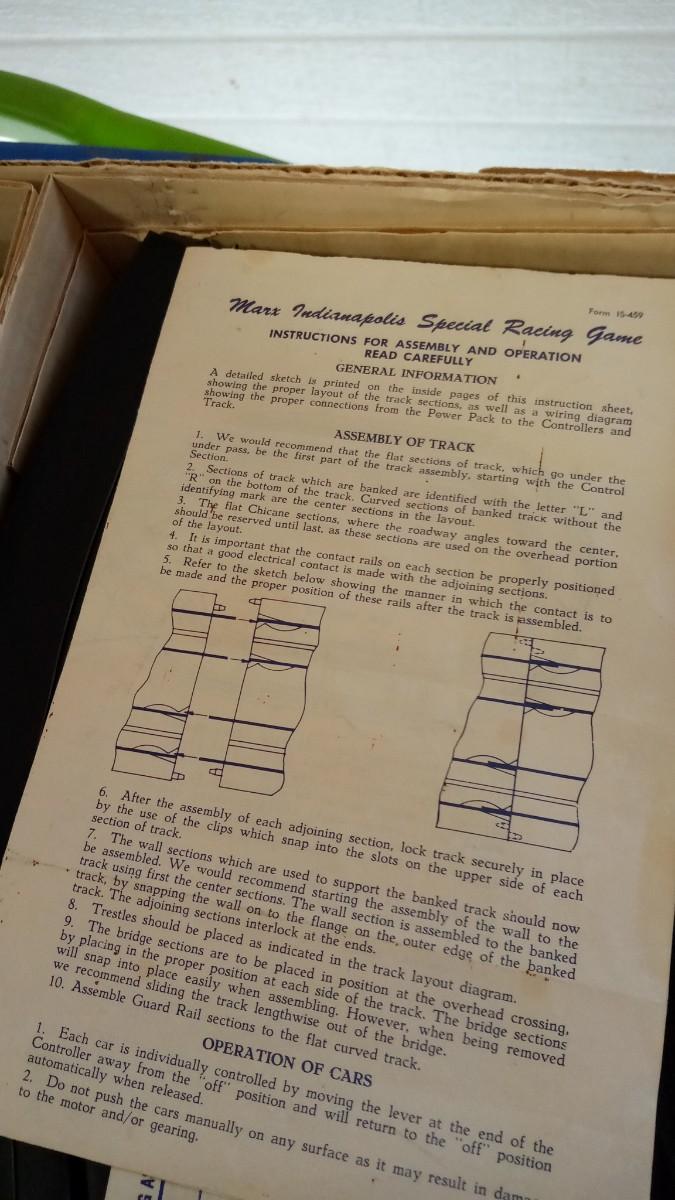 Form IS-459
Marx Indianapolis Special Racing Game
INSTRUCTIONS FOR ASSEMBLY AND OPERATION
READ CAREFULLY
GENERAL INFORMATION
A detailed sketch is printed on the inside pages of this instruction sheet,
showing the proper layout of the track sections, as well as a wiring diagram
showing the proper connections from the Power Pack to the Controllers and
Track.
ASSEMBLY OF TRACK
1. We would recommend that the flat sections of track, which go under the
under pass, be the first part of the track assembly, starting with the Control
Section.
2. Sections of track which are banked are identified with the letter "L" and
"R" on the bottom of the track. Curved sections of banked track without the
identifying mark are the center sections in the layout.
3. The flat Chicane sections, where the roadway angles toward the center,
should be reserved until last, as these sections are used on the overhead portion
of the layout.
4. It is important that the contact rails on each section be properly positioned
so that a good electrical contact is made with the adjoining sections.
5. Refer to the sketch below showing the manner in which the contact is to
be made and the proper position of these rails after the track is assembled.
6. After the assembly of each adjoining section, lock track securely in place
by the use of the clips which snap into the slots on the upper side of each
section of track.
7. The wall sections which are used to support the banked track should now
be assembled. We would recommend starting the assembly of the wall to the
track using first the center sections. The wall section is assembled to the banked
track, by snapping the wall on to the flange on the outer edge of the banked
track. The adjoining sections interlock at the ends.
8. Trestles should be placed as indicated in the track layout diagram.
9. The bridge sections are to be placed in position at the overhead crossing,
by placing in the proper position at each side of the track. The bridge sections
will snap into place easily when assembling. However, when being removed
we recommend sliding the track lengthwise out of the bridge.
10. Assemble Guard Rail sections to the flat curved track.
OPERATION OF CARS
1. Each car is individually controlled by moving the lever at the end of the
Controller away from the "off" position and will return to the "off" position
automatically when released.
2. Do not push the cars manually on any surface as it may result in
to the motor and/or gearing.